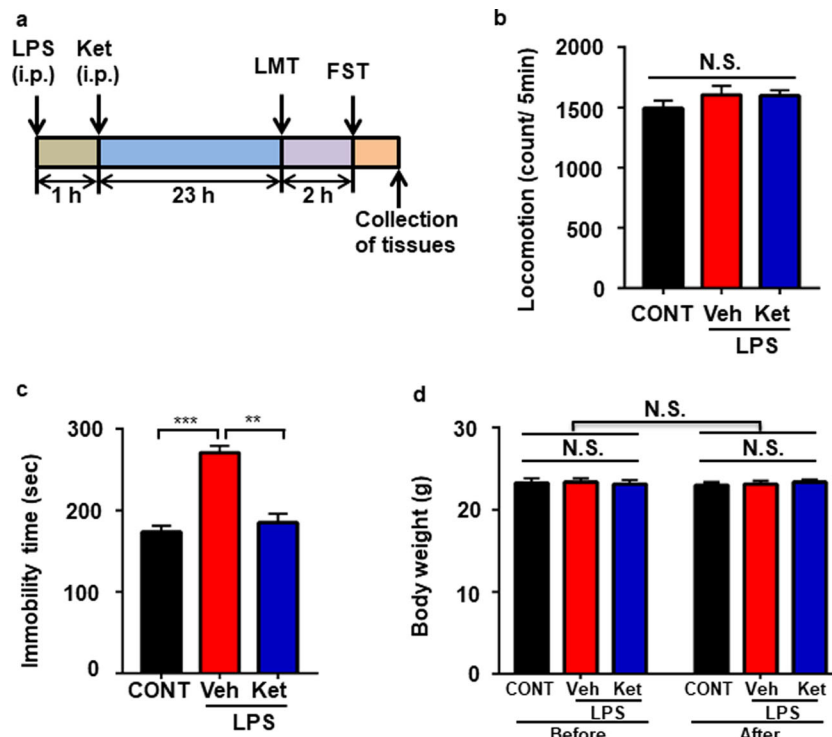 a
LPS
(i.p.)
Ket
(i.p.)
LMT
FST
1 h
23 h
2 h
Collection
of tissues
b
Locomotion (count/ 5min)
2000
1500
1000
500
0
N.S.
CONT
Veh
Ket
LPS
c
Immobility time (sec)
300
200
100
0
***
**
CONT
Veh
Ket
LPS
d
Body weight (g)
30
20
10
0
N.S.
N.S.
N.S.
CONT
Veh
Ket
LPS
Before
CONT
Veh
Ket
LPS
After